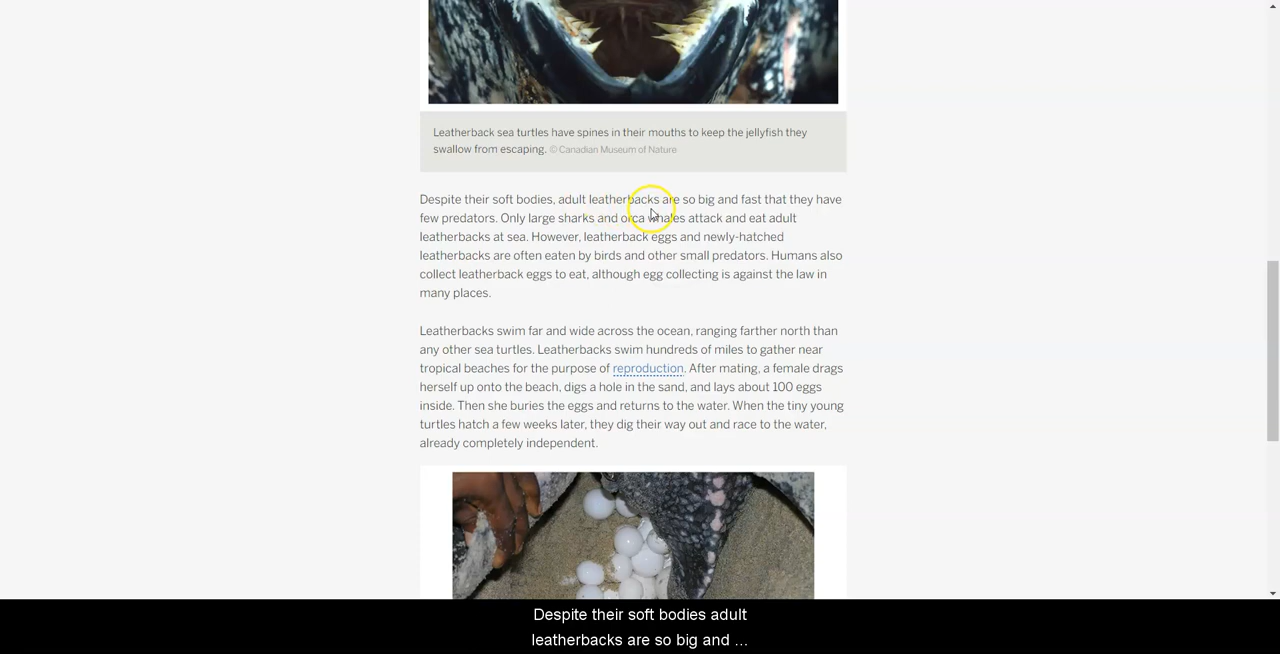 Leatherback sea turtles have spines in their mouths to keep the jellyfish they
swallow from escaping. © Canadian Museum of Nature
Despite their soft bodies, adult leatherbacks are so big and fast that they have
few predators. Only large sharks and orca whales attack and eat adult
leatherbacks at sea. However, leatherback eggs and newly-hatched
leatherbacks are often eaten by birds and other small predators. Humans also
collect leatherback eggs to eat, although egg collecting is against the law in
many places.
Leatherbacks swim far and wide across the ocean, ranging farther north than
any other sea turtles. Leatherbacks swim hundreds of miles to gather near
tropical beaches for the purpose of reproduction. After mating, a female drags
herself up onto the beach, digs a hole in the sand, and lays about 100 eggs
inside. Then she buries the eggs and returns to the water. When the tiny young
turtles hatch a few weeks later, they dig their way out and race to the water,
already completely independent.
Despite their soft bodies adult
leatherbacks are so big and ...